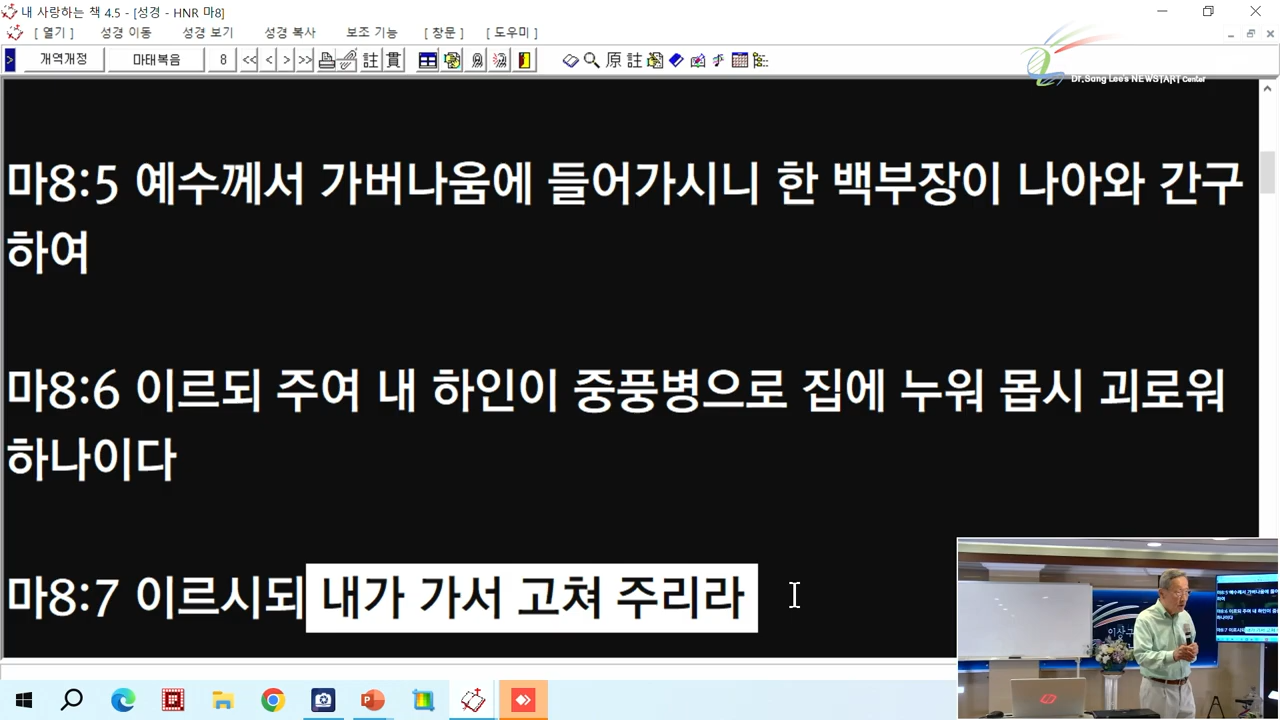 내 사랑하는 책 4.5 - [성경 - HNR 마8]
[ 열기 ] 성경 이동 성경 보기 성경 복사 보조 기능 [ 창문 ] [ 도우미 ]
> 개역개정 마태복음 8 << < > >> 註 貫 原 註
Dr.Sang Lee's NEWSTART Center
마8:5 예수께서 가버나움에 들어가시니 한 백부장이 나아와 간구
하여
마8:6 이르되 주여 내 하인이 중풍병으로 집에 누워 몹시 괴로워
하나이다
마8:7 이르시되 내가 가서 고쳐 주리라